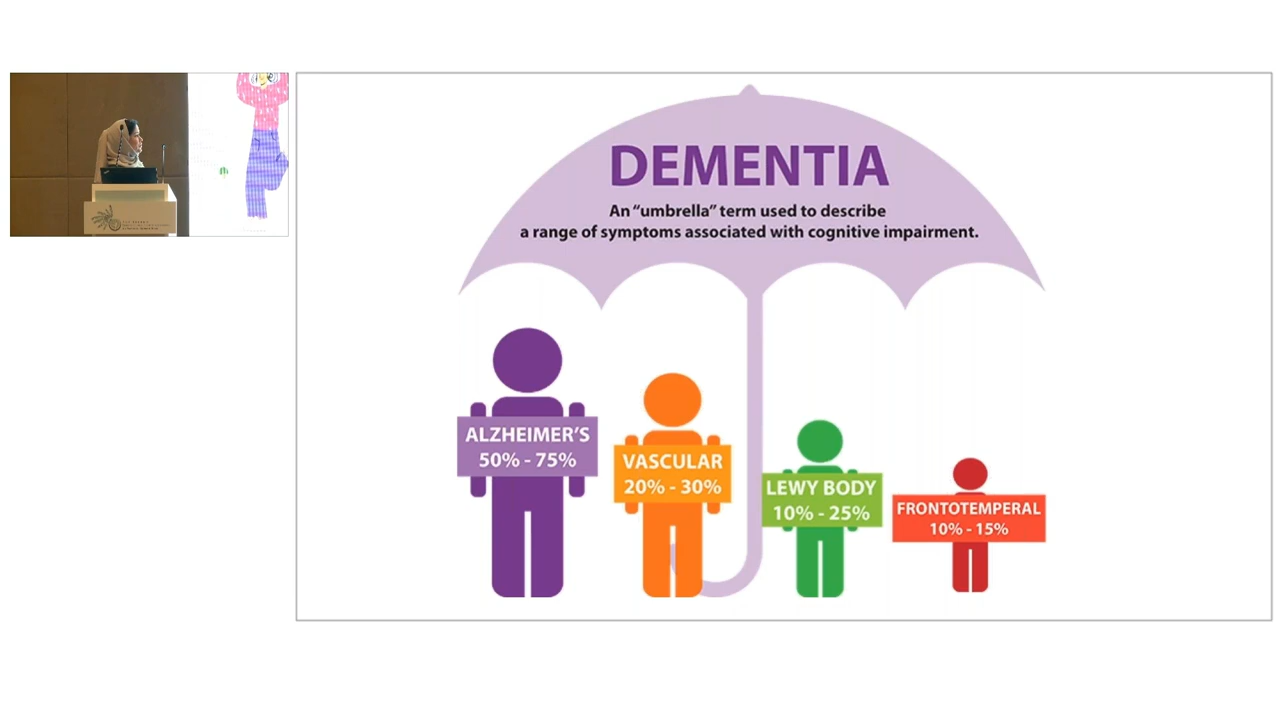 DEMENTIA
An “umbrella” term used to describe
a range of symptoms associated with cognitive impairment.
ALZHEIMER'S
50% - 75%
VASCULAR
20% - 30%
LEWY BODY
10% - 25%
FRONTOTEMPERAL
10% - 15%